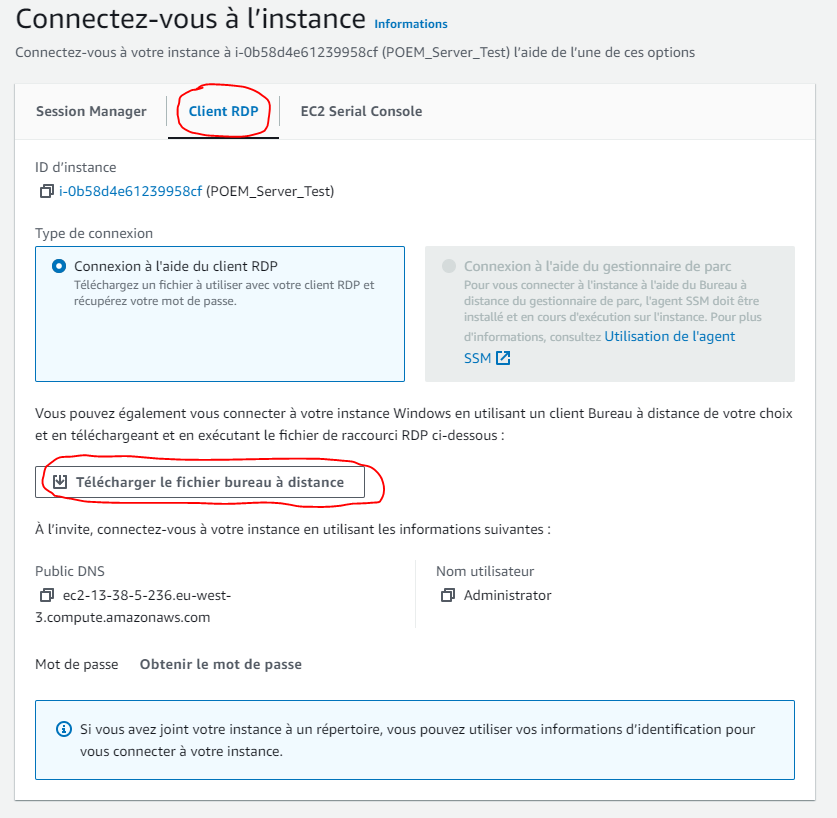 Connectez-vous à l’instance Informations
Connectez-vous à votre instance à i-0b58d4e61239958cf (POEM_Server_Test) l'aide de l'une de ces options
Session Manager
Client RDP
EC2 Serial Console
ID d’instance
i-0b58d4e61239958cf (POEM_Server_Test)
Type de connexion
Connexion à l'aide du client RDP
Téléchargez un fichier à utiliser avec votre client RDP et
récupérez votre mot de passe.
Connexion à l'aide du gestionnaire de parc
Pour vous connecter à l'instance à l'aide du Bureau à
distance du gestionnaire de parc, l'agent SSM doit être
installé et en cours d'exécution sur l'instance. Pour plus
d'informations, consultez Utilisation de l'agent
SSM
Vous pouvez également vous connecter à votre instance Windows en utilisant un client Bureau à distance de votre choix
et en téléchargeant et en exécutant le fichier de raccourci RDP ci-dessous :
Télécharger le fichier bureau à distance
À l’invite, connectez-vous à votre instance en utilisant les informations suivantes :
Public DNS
ec2-13-38-5-236.eu-west-
3.compute.amazonaws.com
Nom utilisateur
Administrator
Mot de passe Obtenir le mot de passe
Si vous avez joint votre instance à un répertoire, vous pouvez utiliser vos informations d’identification pour
vous connecter à votre instance.